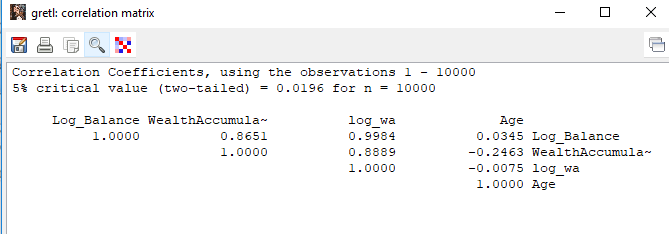 gretl: correlation matrix
Correlation Coefficients, using the observations 1 - 10000
5% critical value (two-tailed) = 0.0196 for n = 10000
Log_Balance WealthAccumula~ log_wa Age
1.0000 0.8651 0.9984 0.0345 Log_Balance
1.0000 0.8889 -0.2463 WealthAccumula~
1.0000 -0.0075 log_wa
1.0000 Age